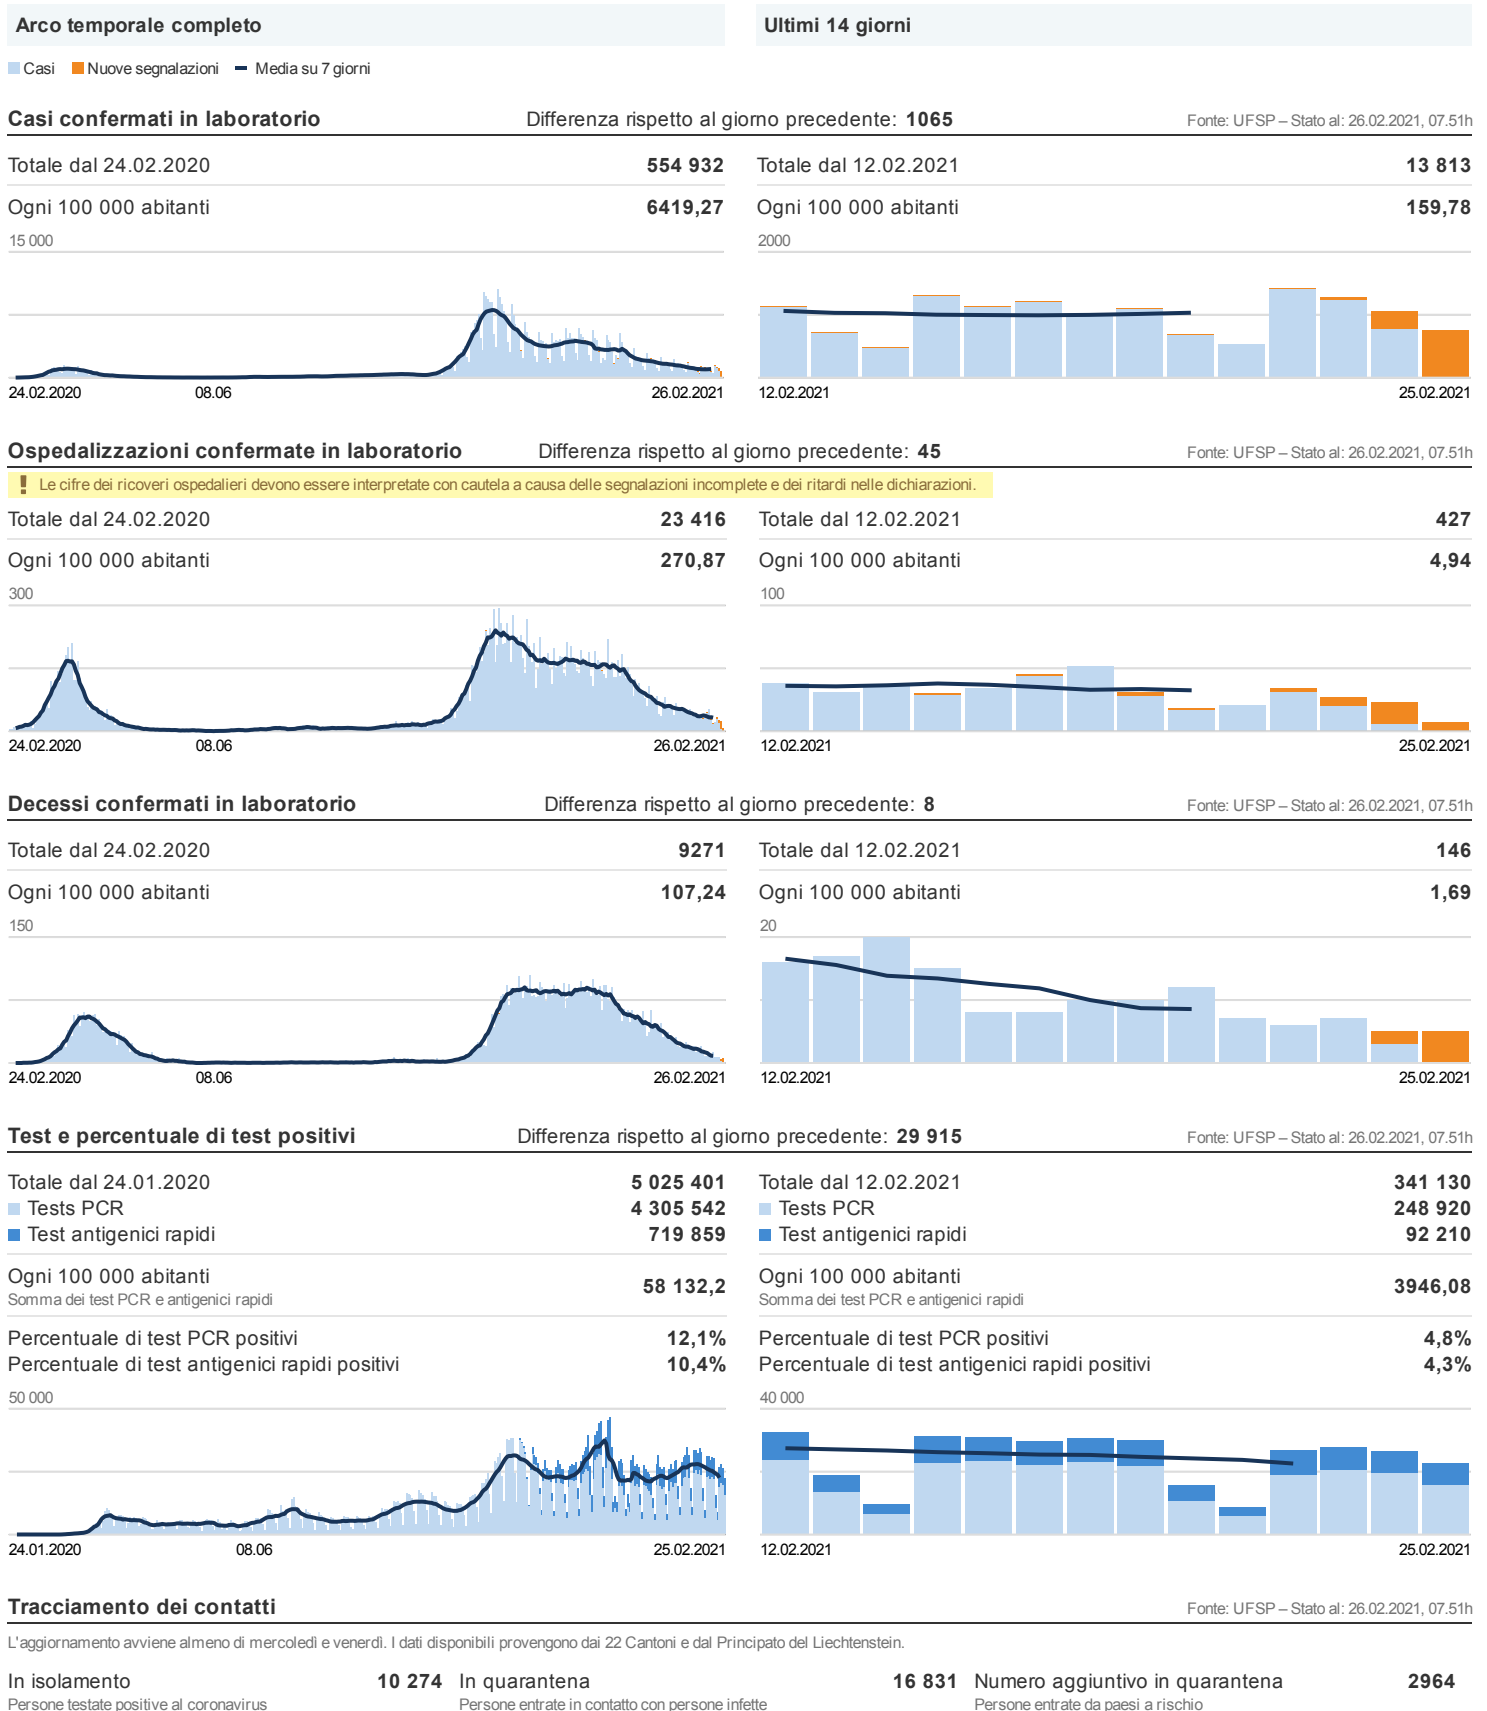 Arco temporale completo
Ultimi 14 giorni
Casi Nuove segnalazioni Media su 7 giorni
Casi confermati in laboratorio Differenza rispetto al giorno precedente: 1065 Fonte: UFSP – Stato al: 26.02.2021, 07.51h
Totale dal 24.02.2020 554 932
Ogni 100 000 abitanti 6419,27
15 000
24.02.2020 08.06 26.02.2021
Totale dal 12.02.2021 13 813
Ogni 100 000 abitanti 159,78
2000
12.02.2021 25.02.2021
Ospedalizzazioni confermate in laboratorio Differenza rispetto al giorno precedente: 45 Fonte: UFSP – Stato al: 26.02.2021, 07.51h
! Le cifre dei ricoveri ospedalieri devono essere interpretate con cautela a causa delle segnalazioni incomplete e dei ritardi nelle dichiarazioni.
Totale dal 24.02.2020 23 416
Ogni 100 000 abitanti 270,87
300
24.02.2020 08.06 26.02.2021
Totale dal 12.02.2021 427
Ogni 100 000 abitanti 4,94
100
12.02.2021 25.02.2021
Decessi confermati in laboratorio Differenza rispetto al giorno precedente: 8 Fonte: UFSP – Stato al: 26.02.2021, 07.51h
Totale dal 24.02.2020 9271
Ogni 100 000 abitanti 107,24
150
24.02.2020 08.06 26.02.2021
Totale dal 12.02.2021 146
Ogni 100 000 abitanti 1,69
20
12.02.2021 25.02.2021
Test e percentuale di test positivi Differenza rispetto al giorno precedente: 29 915 Fonte: UFSP – Stato al: 26.02.2021, 07.51h
Totale dal 24.01.2020 5 025 401
Tests PCR 4 305 542
Test antigenici rapidi 719 859
Ogni 100 000 abitanti 58 132,2
Somma dei test PCR e antigenici rapidi
Percentuale di test PCR positivi 12,1%
Percentuale di test antigenici rapidi positivi 10,4%
50 000
24.01.2020 08.06 25.02.2021
Totale dal 12.02.2021 341 130
Tests PCR 248 920
Test antigenici rapidi 92 210
Ogni 100 000 abitanti 3946,08
Somma dei test PCR e antigenici rapidi
Percentuale di test PCR positivi 4,8%
Percentuale di test antigenici rapidi positivi 4,3%
40 000
12.02.2021 25.02.2021
Tracciamento dei contatti Fonte: UFSP – Stato al: 26.02.2021, 07.51h
L'aggiornamento avviene almeno di mercoledì e venerdì. I dati disponibili provengono dai 22 Cantoni e dal Principato del Liechtenstein.
In isolamento 10 274
Persone testate positive al coronavirus
In quarantena 16 831
Persone entrate in contatto con persone infette
Numero aggiuntivo in quarantena 2964
Persone entrate da paesi a rischio